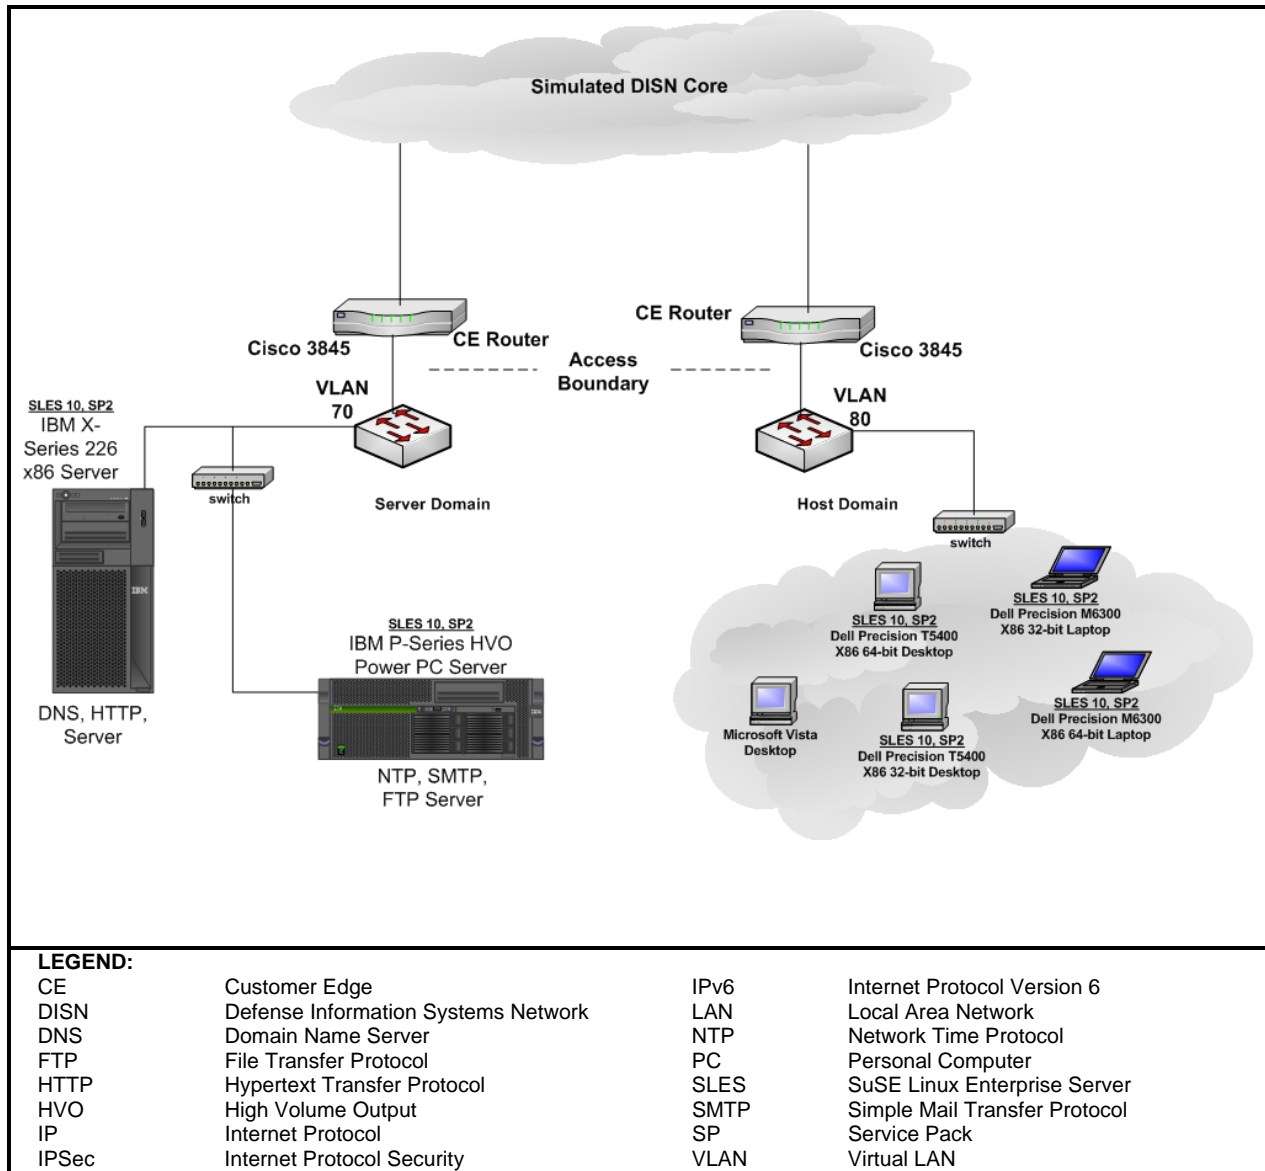 Simulated DISN Core
CE Router
Cisco 3845
CE Router
Cisco 3845
Access
Boundary
VLAN
70
VLAN
80
SLES 10, SP2
IBM X-
Series 226
x86 Server
switch
Server Domain
Host Domain
switch
SLES 10, SP2
Dell Precision M6300
X86 32-bit Laptop
SLES 10, SP2
Dell Precision T5400
X86 64-bit Desktop
SLES 10, SP2
IBM P-Series HVO
Power PC Server
IBM
DNS, HTTP,
Server
NTP, SMTP,
FTP Server
Microsoft Vista
Desktop
SLES 10, SP2
Dell Precision T5400
X86 32-bit Desktop
SLES 10, SP2
Dell Precision M6300
X86 64-bit Laptop
LEGEND:
CE Customer Edge IPv6 Internet Protocol Version 6
DISN Defense Information Systems Network LAN Local Area Network
DNS Domain Name Server NTP Network Time Protocol
FTP File Transfer Protocol PC Personal Computer
HTTP Hypertext Transfer Protocol SLES SuSE Linux Enterprise Server
HVO High Volume Output SMTP Simple Mail Transfer Protocol
IP Internet Protocol SP Service Pack
IPSec Internet Protocol Security VLAN Virtual LAN